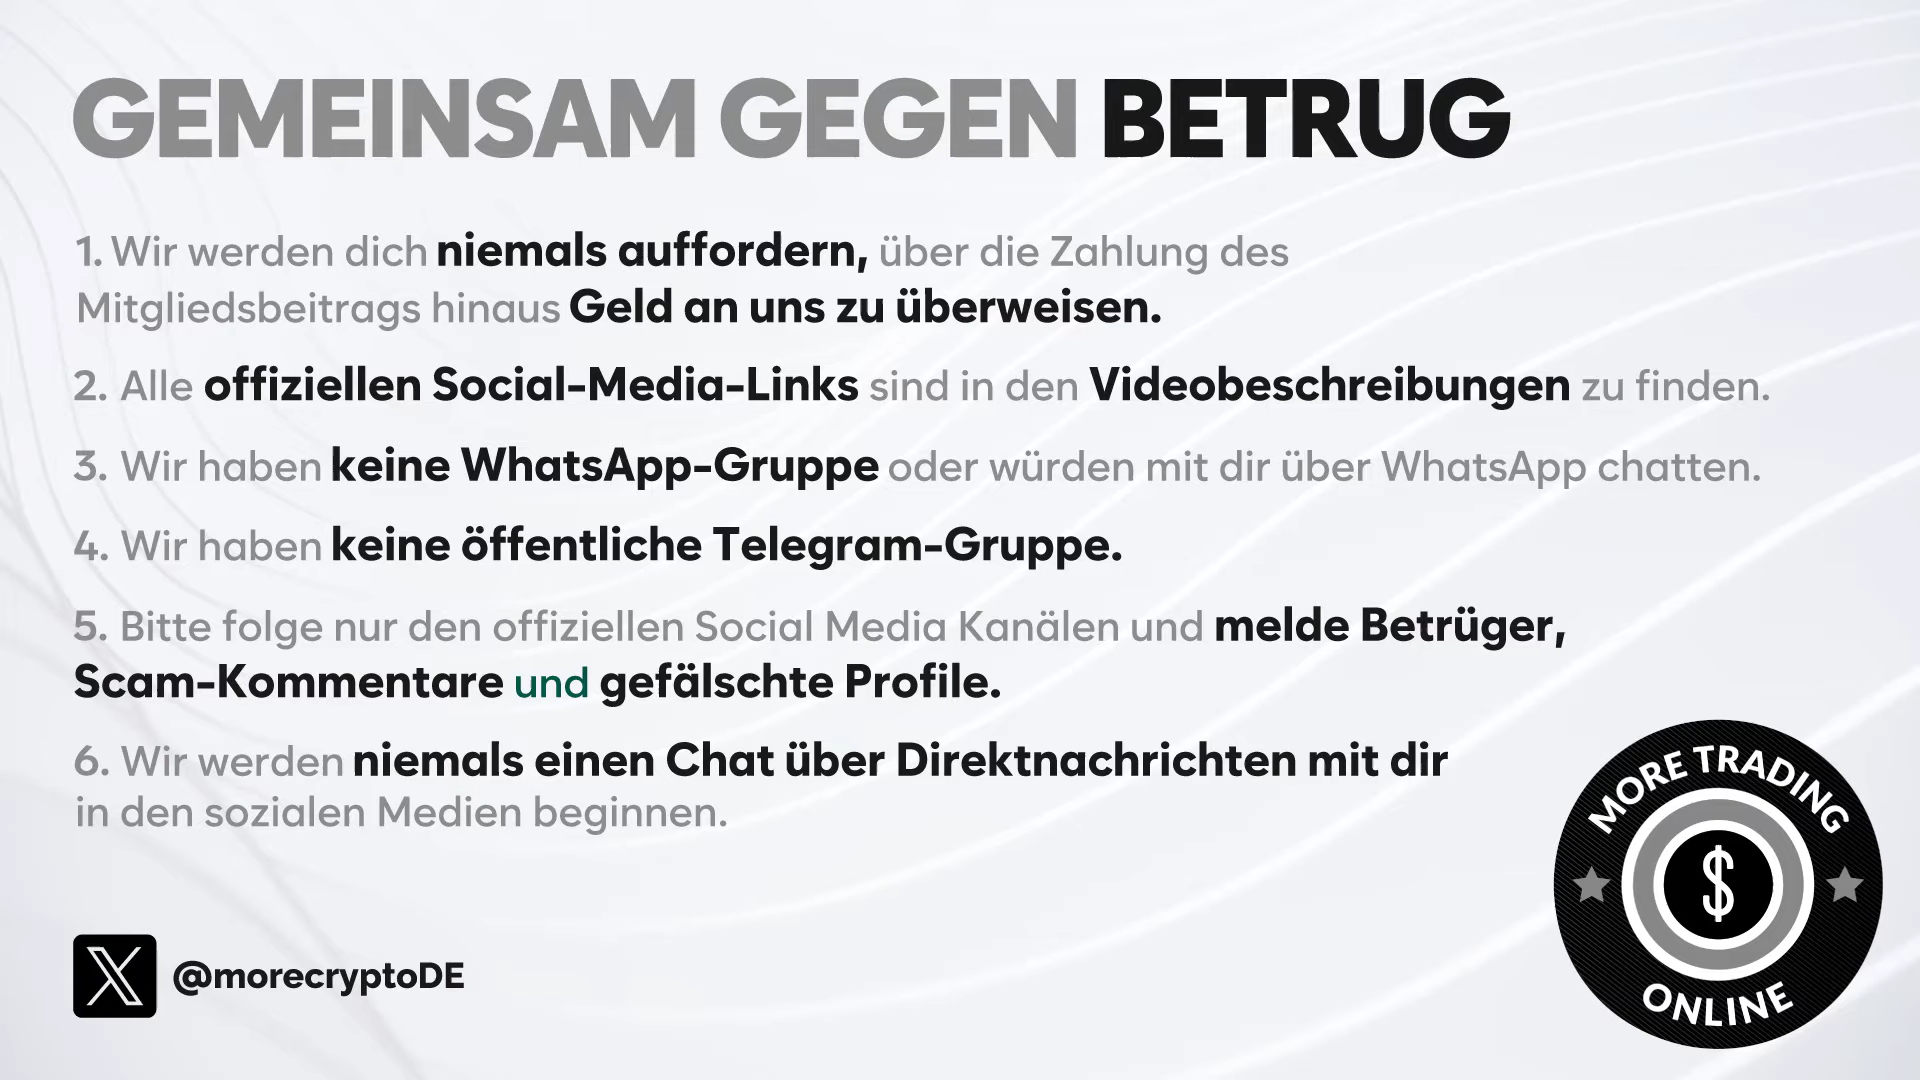 GEMEINSAM GEGEN BETRUG
1. Wir werden dich niemals auffordern, über die Zahlung des
Mitgliedsbeitrags hinaus Geld an uns zu überweisen.
2. Alle offiziellen Social-Media-Links sind in den Videobeschreibungen zu finden.
3. Wir haben keine WhatsApp-Gruppe oder würden mit dir über WhatsApp chatten.
4. Wir haben keine öffentliche Telegram-Gruppe.
5. Bitte folge nur den offiziellen Social Media Kanälen und melde Betrüger,
Scam-Kommentare und gefälschte Profile.
6. Wir werden niemals einen Chat über Direktnachrichten mit dir
in den sozialen Medien beginnen.
@morecryptoDE
MORE TRADING
$
ONLINE